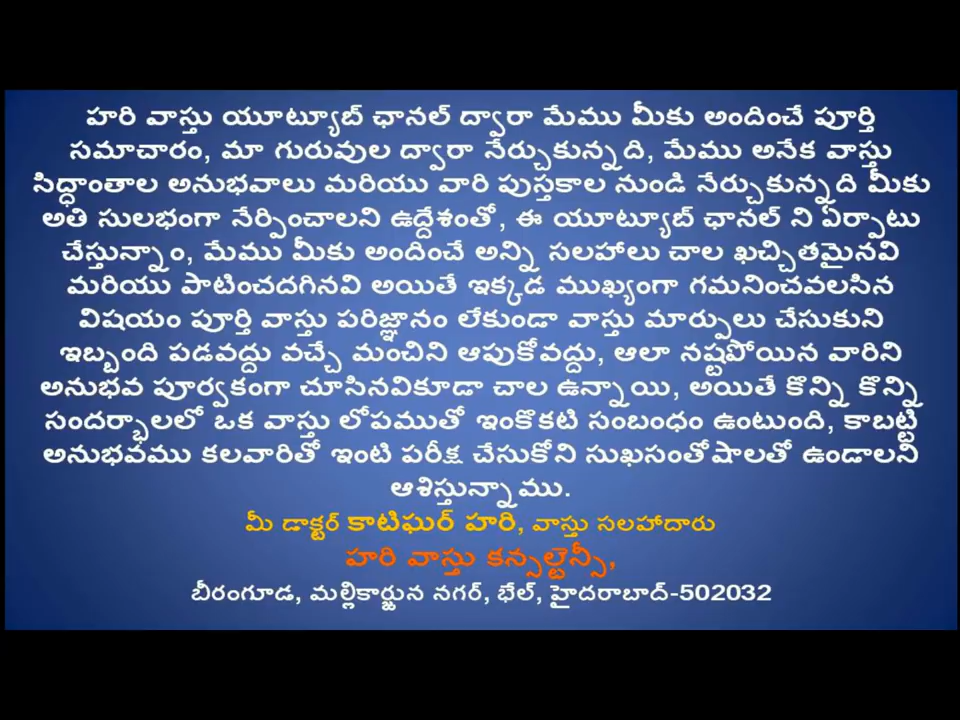 హరి వాస్తు యూట్యూబ్ ఛానల్ ద్వారా మేము మీకు అందించే పూర్తి
సమాచారం, మా గురువుల ద్వారా నేర్చుకున్నది, మేము అనేక వాస్తు
సిద్ధాంతాల అనుభవాలు మరియు వారి పుస్తకాల నుండి నేర్చుకున్నది మీకు
అతి సులభంగా నేర్పించాలని ఉద్దేశంతో, ఈ యూట్యూబ్ ఛానల్ ని ఏర్పాటు
చేస్తున్నాం, మేము మీకు అందించే అన్ని సలహాలు చాల ఖచ్చితమైనవి
మరియు పాటించదగినవి అయితే ఇక్కడ ముఖ్యంగా గమనించవలసిన
విషయం పూర్తి వాస్తు పరిజ్ఞానం లేకుండా వాస్తు మార్పులు చేసుకుని
ఇబ్బంది పడవద్దు వచ్చే మంచిని ఆపుకోవద్దు, ఆలా నష్టపోయిన వారిని
అనుభవ పూర్వకంగా చూసినవికూడా చాల ఉన్నాయి, అయితే కొన్ని కొన్ని
సందర్భాలలో ఒక వాస్తు లోపముతో ఇంకొకటి సంబంధం ఉంటుంది, కాబట్టి
అనుభవము కలవారితో ఇంటి పరీక్ష చేసుకోని సుఖసంతోషాలతో ఉండాలని
ఆశిస్తున్నాము.
మీ డాక్టర్ కాటిఘర్ హరి, వాస్తు సలహాదారు
హరి వాస్తు కన్సల్టెన్సీ,
బీరంగూడ, మల్లికార్జున నగర్, భేల్, హైదరాబాద్-502032